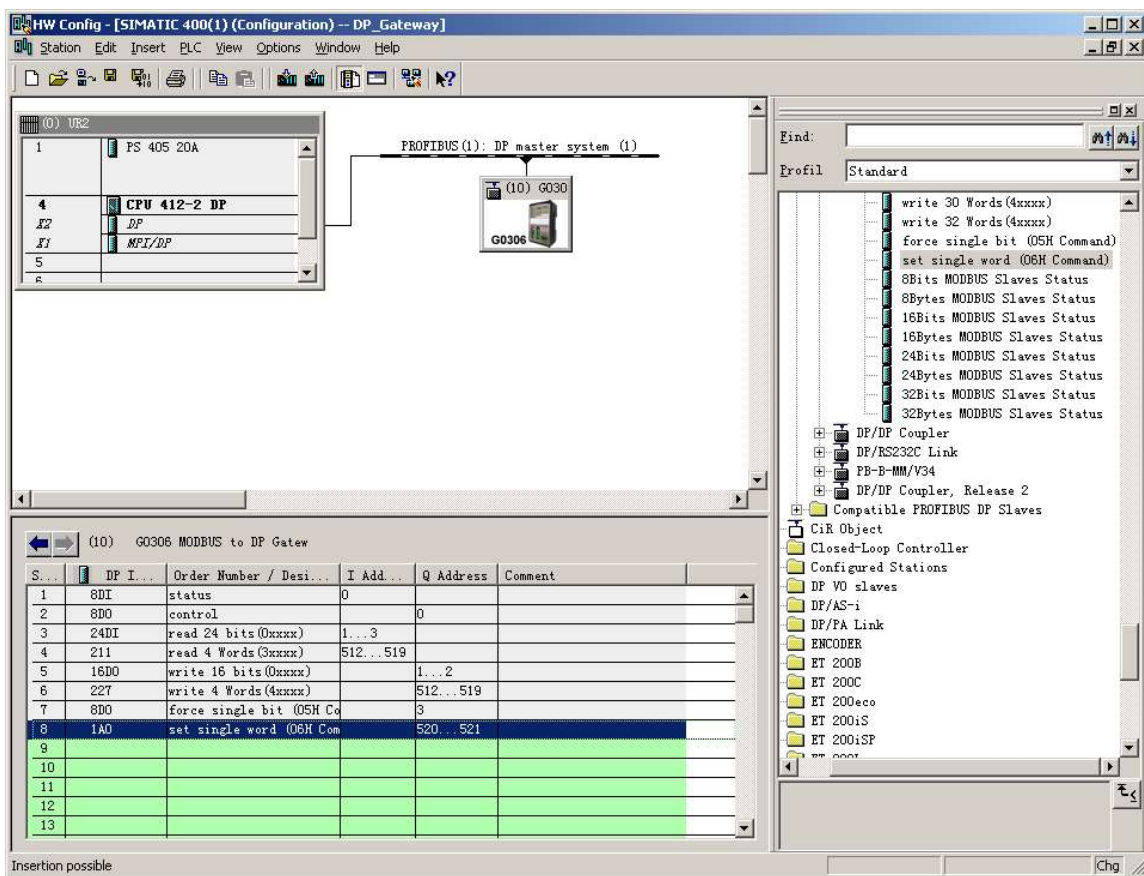 HW Config - [SIMATIC 400(1) (Configuration) -- DP_Gateway]
Station Edit Insert PLC View Options Window Help
(0) UR2
1 PS 405 20A
4 CPU 412-2 DP
X2 DP
X1 MPI/DP
5
6
PROFIBUS(1): DP master system (1)
(10) G030
G0306
Find:
Profil Standard
write 30 Words(4xxxx)
write 32 Words(4xxxx)
force single bit (05H Command)
set single word (06H Command)
8Bits MODBUS Slaves Status
8Bytes MODBUS Slaves Status
16Bits MODBUS Slaves Status
16Bytes MODBUS Slaves Status
24Bits MODBUS Slaves Status
24Bytes MODBUS Slaves Status
32Bits MODBUS Slaves Status
32Bytes MODBUS Slaves Status
DP/DP Coupler
DP/RS232C Link
PB-B-MM/V34
DP/DP Coupler, Release 2
Compatible PROFIBUS DP Slaves
CiR Object
Closed-Loop Controller
Configured Stations
DP V0 slaves
DP/AS-i
DP/PA Link
ENCODER
ET 200B
ET 200C
ET 200eco
ET 200iS
ET 200iSP
(10) G0306 MODBUS to DP Gatew
S... DP I... Order Number / Desi... I Add... Q Address Comment
1 8DI status 0
2 8DO control 0
3 24DI read 24 bits(0xxxx) 1...3
4 211 read 4 Words(3xxxx) 512...519
5 16DO write 16 bits(0xxxx) 1...2
6 227 write 4 Words(4xxxx) 512...519
7 8DO force single bit (05H Co 3
8 1AO set single word (06H Com 520...521
9
10
11
12
13
Insertion possible
Chg